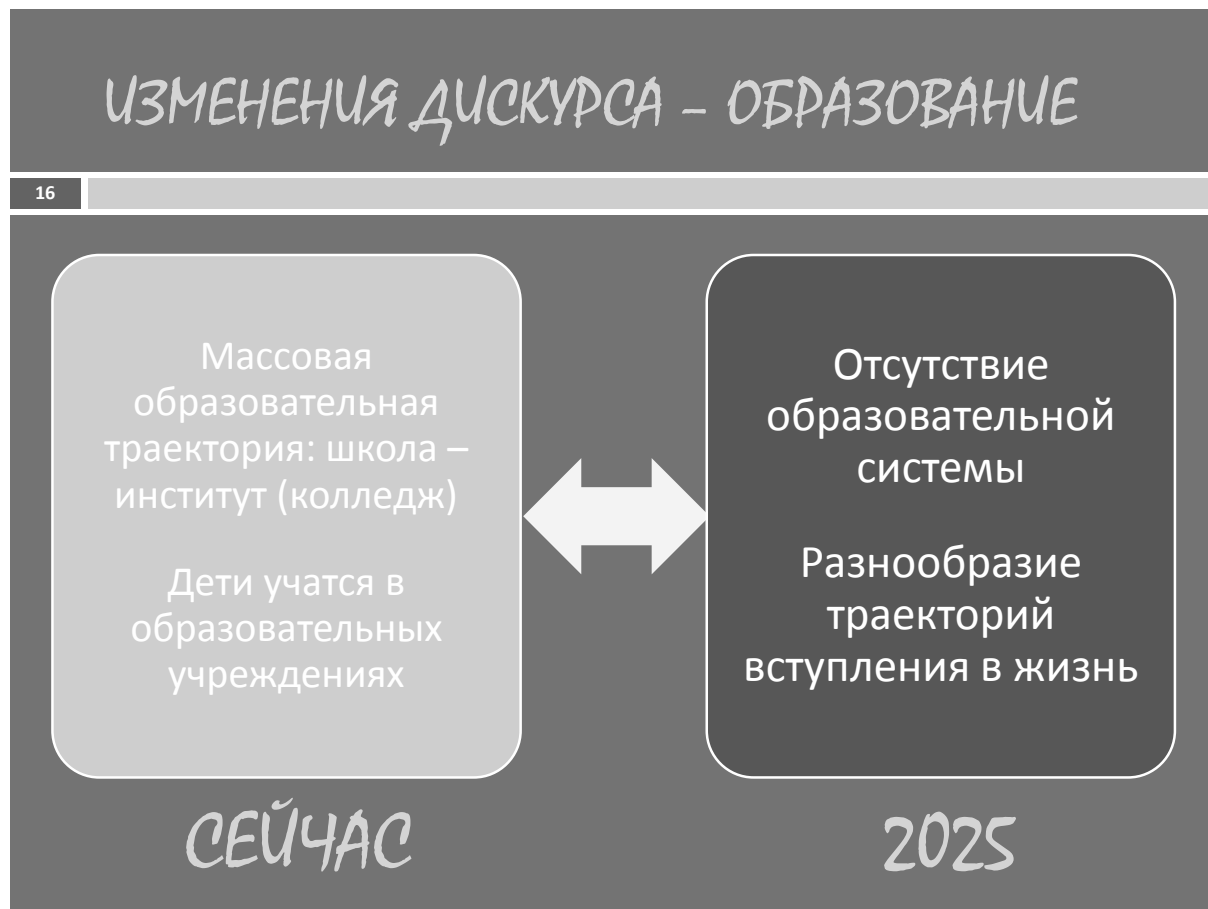 ИЗМЕНЕНИЯ ДИСКУРСА – ОБРАЗОВАНИЕ
16
Массовая
образовательная
траектория: школа –
институт (колледж)
Дети учатся в
образовательных
учреждениях
Отсутствие
образовательной
системы
Разнообразие
траекторий
вступления в жизнь
СЕЙЧАС
2025